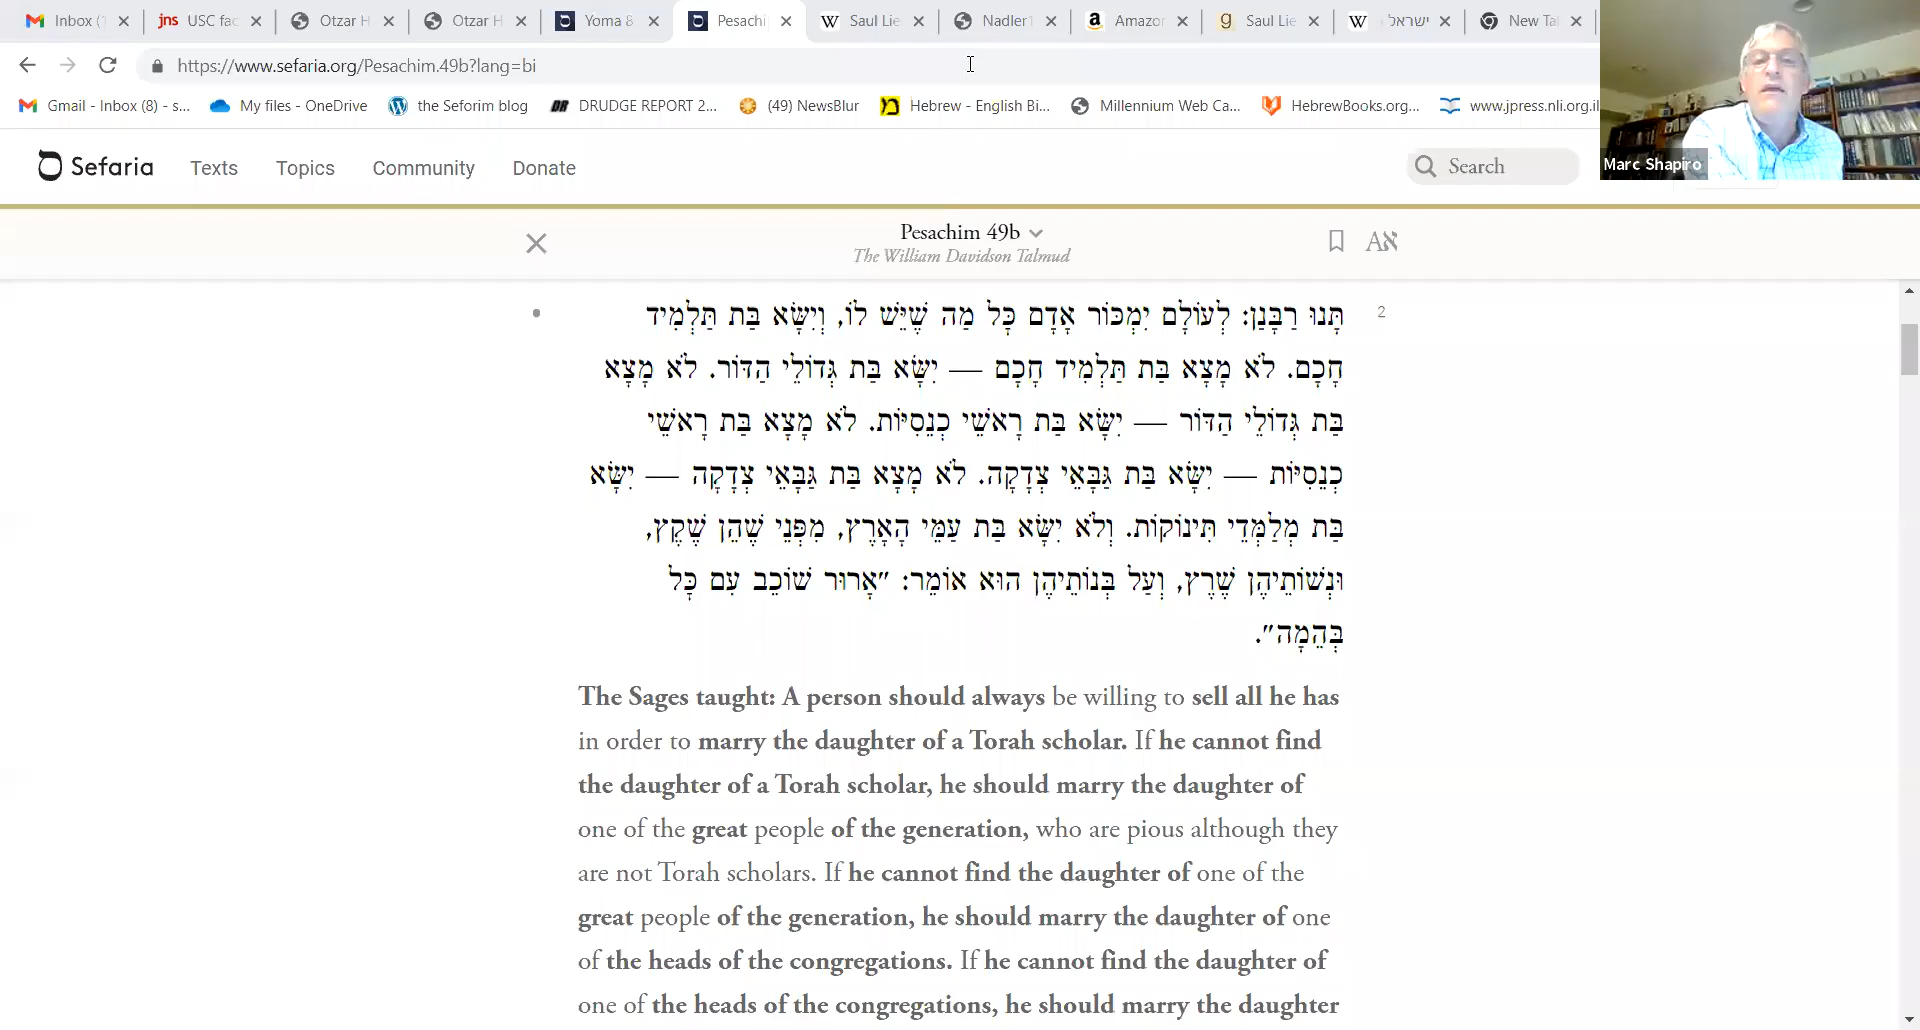 Inbox (1
jns USC fac
Otzar H
Otzar H
Yoma 8
Pesachi
W Saul Lie
Nadler1
a Amazor
g Saul Lie
W ישראל
New Ta
https://www.sefaria.org/Pesachim.49b?lang=bi
Gmail - Inbox (8) - s...
My files - OneDrive
the Seforim blog
DR DRUDGE REPORT 2...
(49) NewsBlur
Hebrew - English Bi...
Millennium Web Ca...
HebrewBooks.org...
www.jpress.nli.org.il
Marc Shapiro
Sefaria
Texts
Topics
Community
Donate
Search
Pesachim 49b
The William Davidson Talmud
Aא
2
תָּנוּ רַבָּנַן: לְעוֹלָם יִמְכּוֹר אָדָם כׇּל מַה שֶּׁיֵּשׁ לוֹ, וְיִשָּׂא בַּת תַּלְמִיד
חָכָם. לֹא מָצָא בַּת תַּלְמִיד חָכָם — יִשָּׂא בַּת גְּדוֹלֵי הַדּוֹר. לֹא מָצָא
בַּת גְּדוֹלֵי הַדּוֹר — יִשָּׂא בַּת רָאשֵׁי כְנֵסִיּוֹת. לֹא מָצָא בַּת רָאשֵׁי
כְנֵסִיּוֹת — יִשָּׂא בַּת גַּבָּאֵי צְדָקָה. לֹא מָצָא בַּת גַּבָּאֵי צְדָקָה — יִשָּׂא
בַּת מְלַמְּדֵי תִּינוֹקוֹת. וְלֹא יִשָּׂא בַּת עַמֵּי הָאָרֶץ, מִפְּנֵי שֶׁהֵן שֶׁקֶץ,
וּנְשׁוֹתֵיהֶן שֶׁרֶץ, וְעַל בְּנוֹתֵיהֶן הוּא אוֹמֵר: ״אָרוּר שׁוֹכֵב עִם כׇּל
בְּהֵמָה״.
The Sages taught: A person should always be willing to sell all he has
in order to marry the daughter of a Torah scholar. If he cannot find
the daughter of a Torah scholar, he should marry the daughter of
one of the great people of the generation, who are pious although they
are not Torah scholars. If he cannot find the daughter of one of the
great people of the generation, he should marry the daughter of one
of the heads of the congregations. If he cannot find the daughter of
one of the heads of the congregations, he should marry the daughter